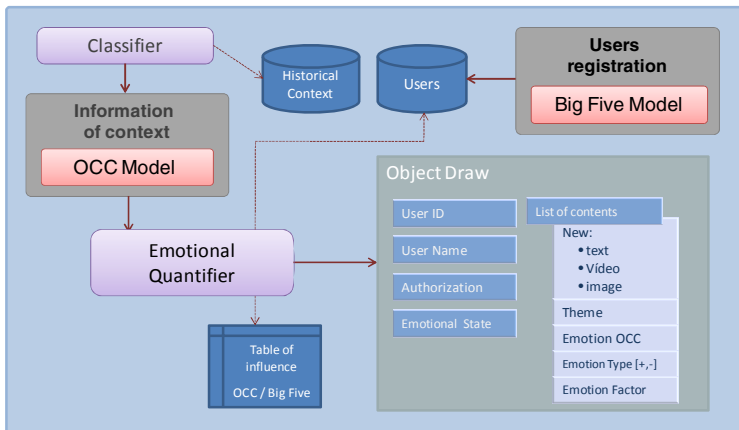 Classifier
Historical
Context
Users
Users
registration
Big Five Model
Information
of context
OCC Model
Emotional
Quantifier
Table of
influence
OCC / Big Five
Object Draw
User ID
User Name
Authorization
Emotional State
List of contents
New:
• text
• Vídeo
• image
Theme
Emotion OCC
Emotion Type [+,-]
Emotion Factor